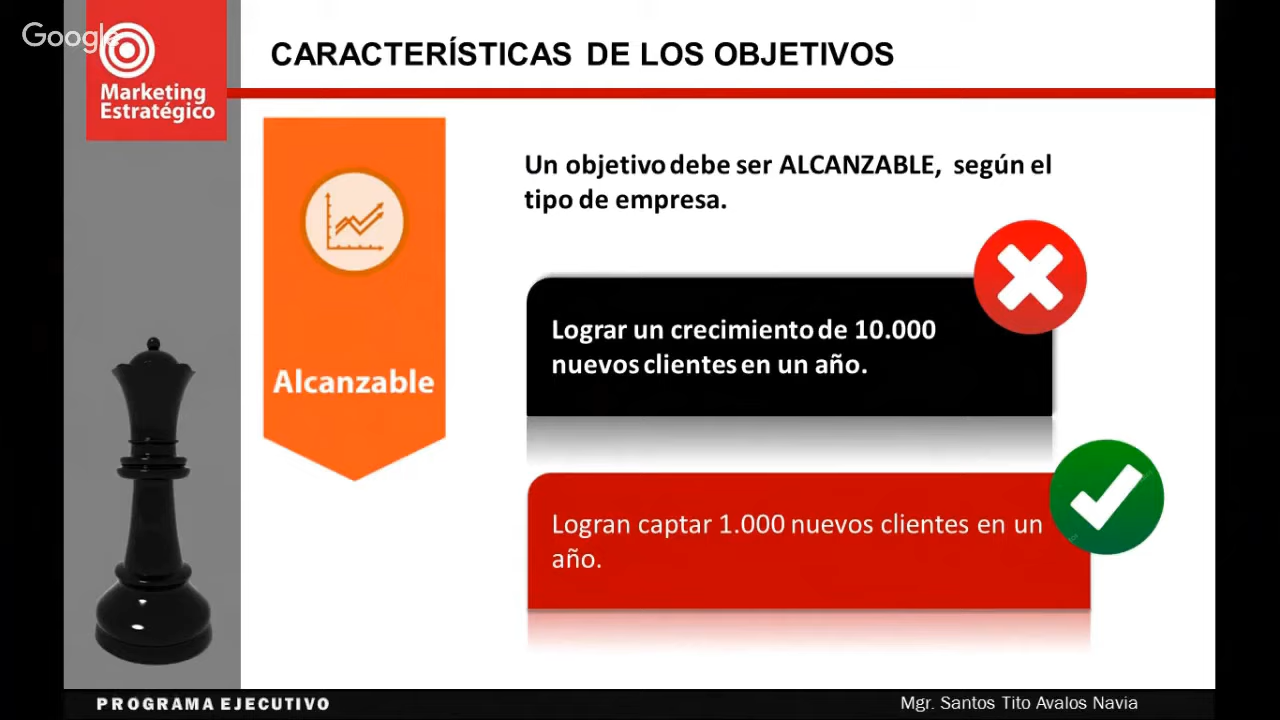 Google
Marketing
Estratégico
CARACTERÍSTICAS DE LOS OBJETIVOS
Alcanzable
Un objetivo debe ser ALCANZABLE, según el
tipo de empresa.
Lograr un crecimiento de 10.000
nuevos clientes en un año.
Logran captar 1.000 nuevos clientes en un
año.
PROGRAMA EJECUTIVO
Mgr. Santos Tito Avalos Navia